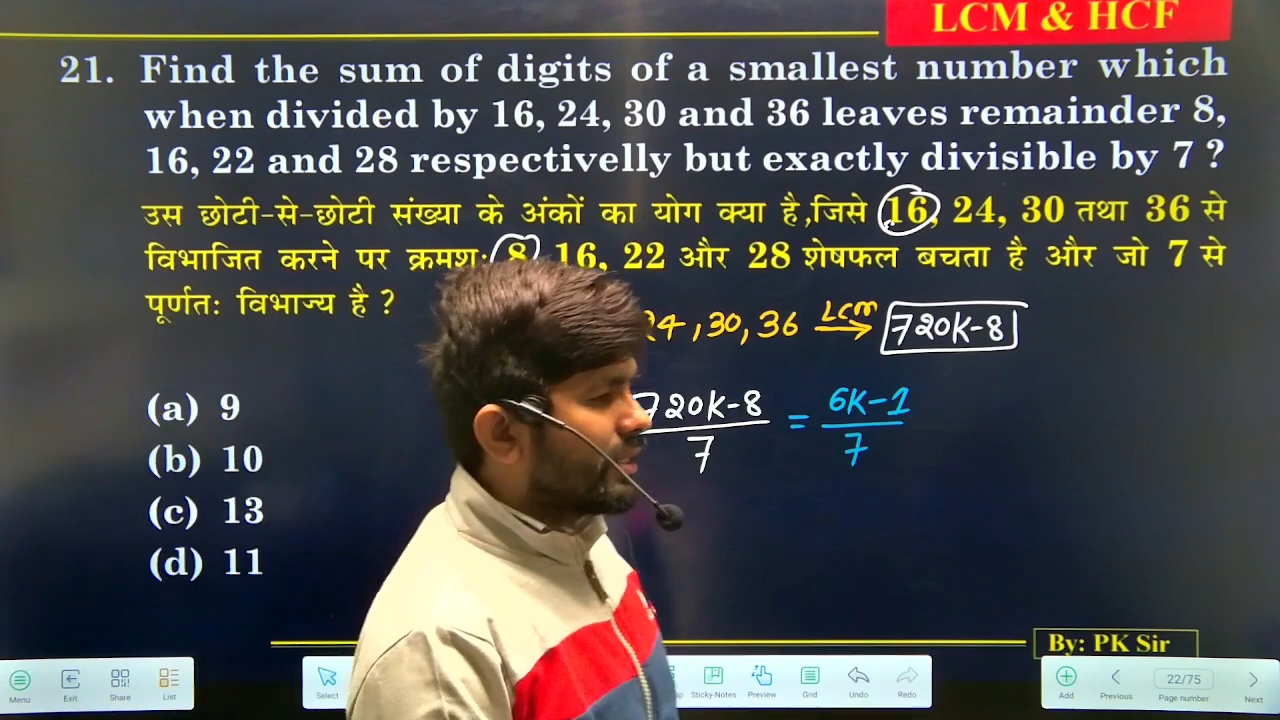 LCM & HCF
21. Find the sum of digits of a smallest number which
when divided by 16, 24, 30 and 36 leaves remainder 8,
16, 22 and 28 respectivelly but exactly divisible by 7 ?
उस छोटी-से-छोटी संख्या के अंकों का योग क्या है,जिसे 16, 24, 30 तथा 36 से
विभाजित करने पर क्रमशः 8, 16, 22 और 28 शेषफल बचता है और जो 7 से
पूर्णतः विभाज्य है ?
24, 30, 36 LCM → 720K-8
720K-8 / 7 = 6K-1 / 7
(a) 9
(b) 10
(c) 13
(d) 11
By: PK Sir
Menu Exit Share List Select Sticky-Notes Preview Grid Undo Redo Add Previous 22/75 Page number Next